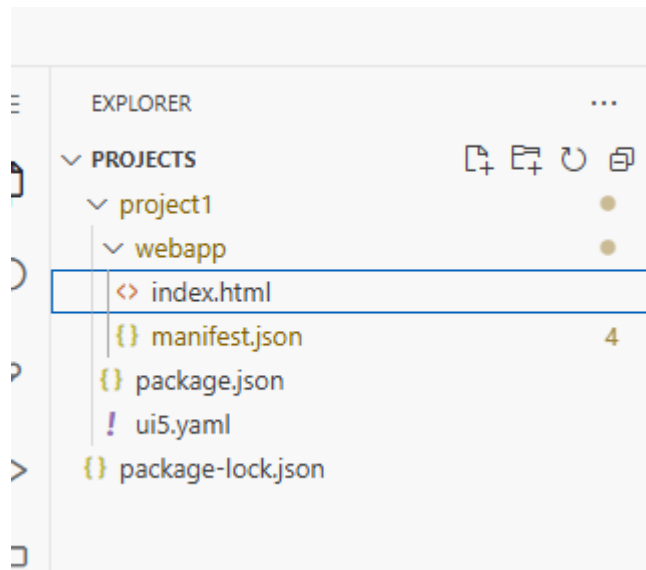 EXPLORER
PROJECTS
project1
webapp
<> index.html
{} manifest.json 4
{} package.json
! ui5.yaml
{} package-lock.json